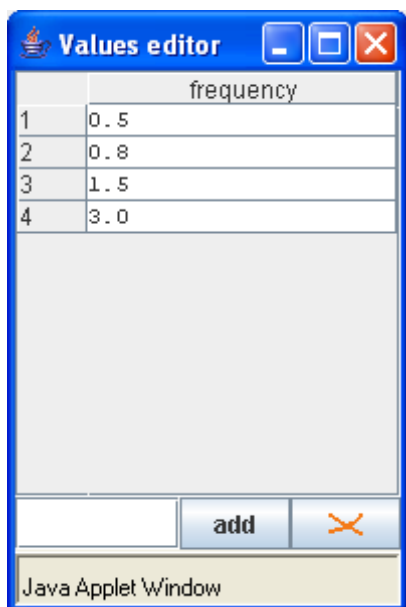 Values editor
frequency
1 0.5
2 0.8
3 1.5
4 3.0
add
Java Applet Window